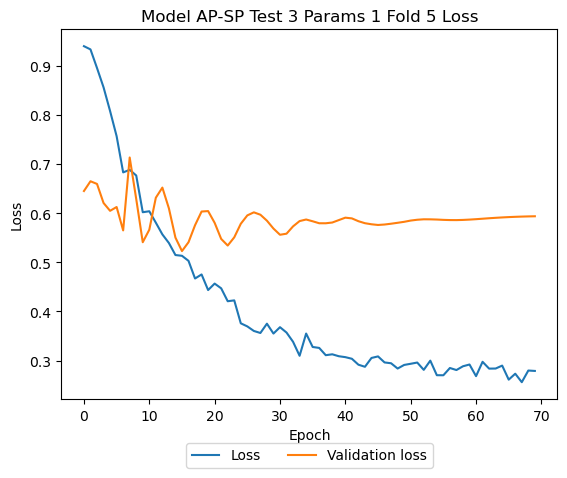 Model AP-SP Test 3 Params 1 Fold 5 Loss
0.9
0.8
0.7
0.6
0.5
0.4
0.3
Loss
0 10 20 30 40 50 60 70
Epoch
Loss Validation loss